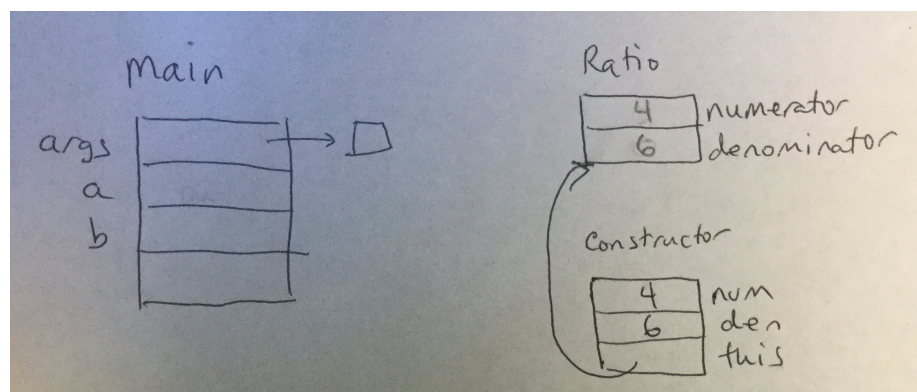 Main
args
a
b
Ratio
4 numerator
6 denominator
Constructor
4 num
6 den
this